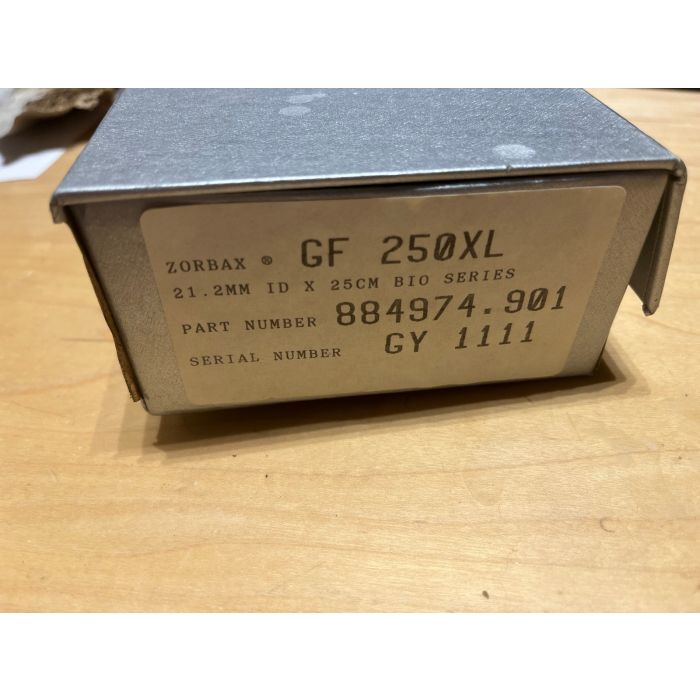 ZORBAX ® GF 250XL
21.2MM ID X 25CM BIO SERIES
PART NUMBER 884974.901
SERIAL NUMBER GY 1111